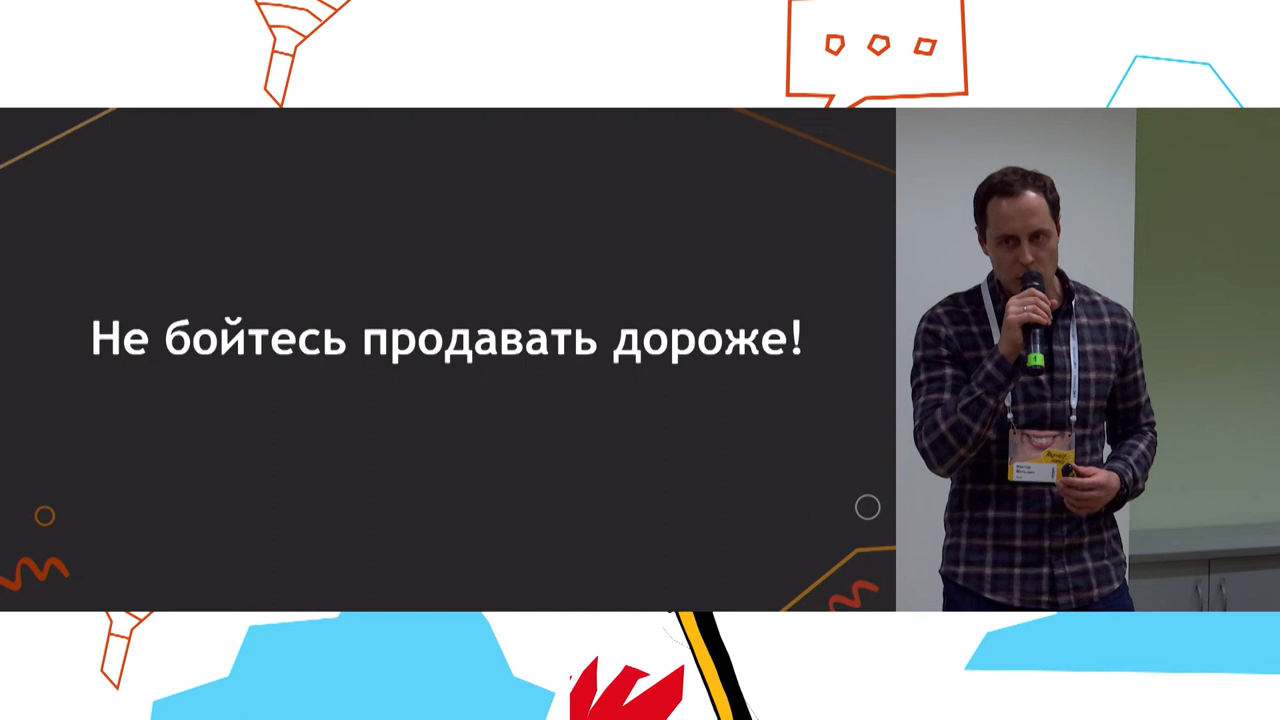 Не бойтесь продавать дороже!